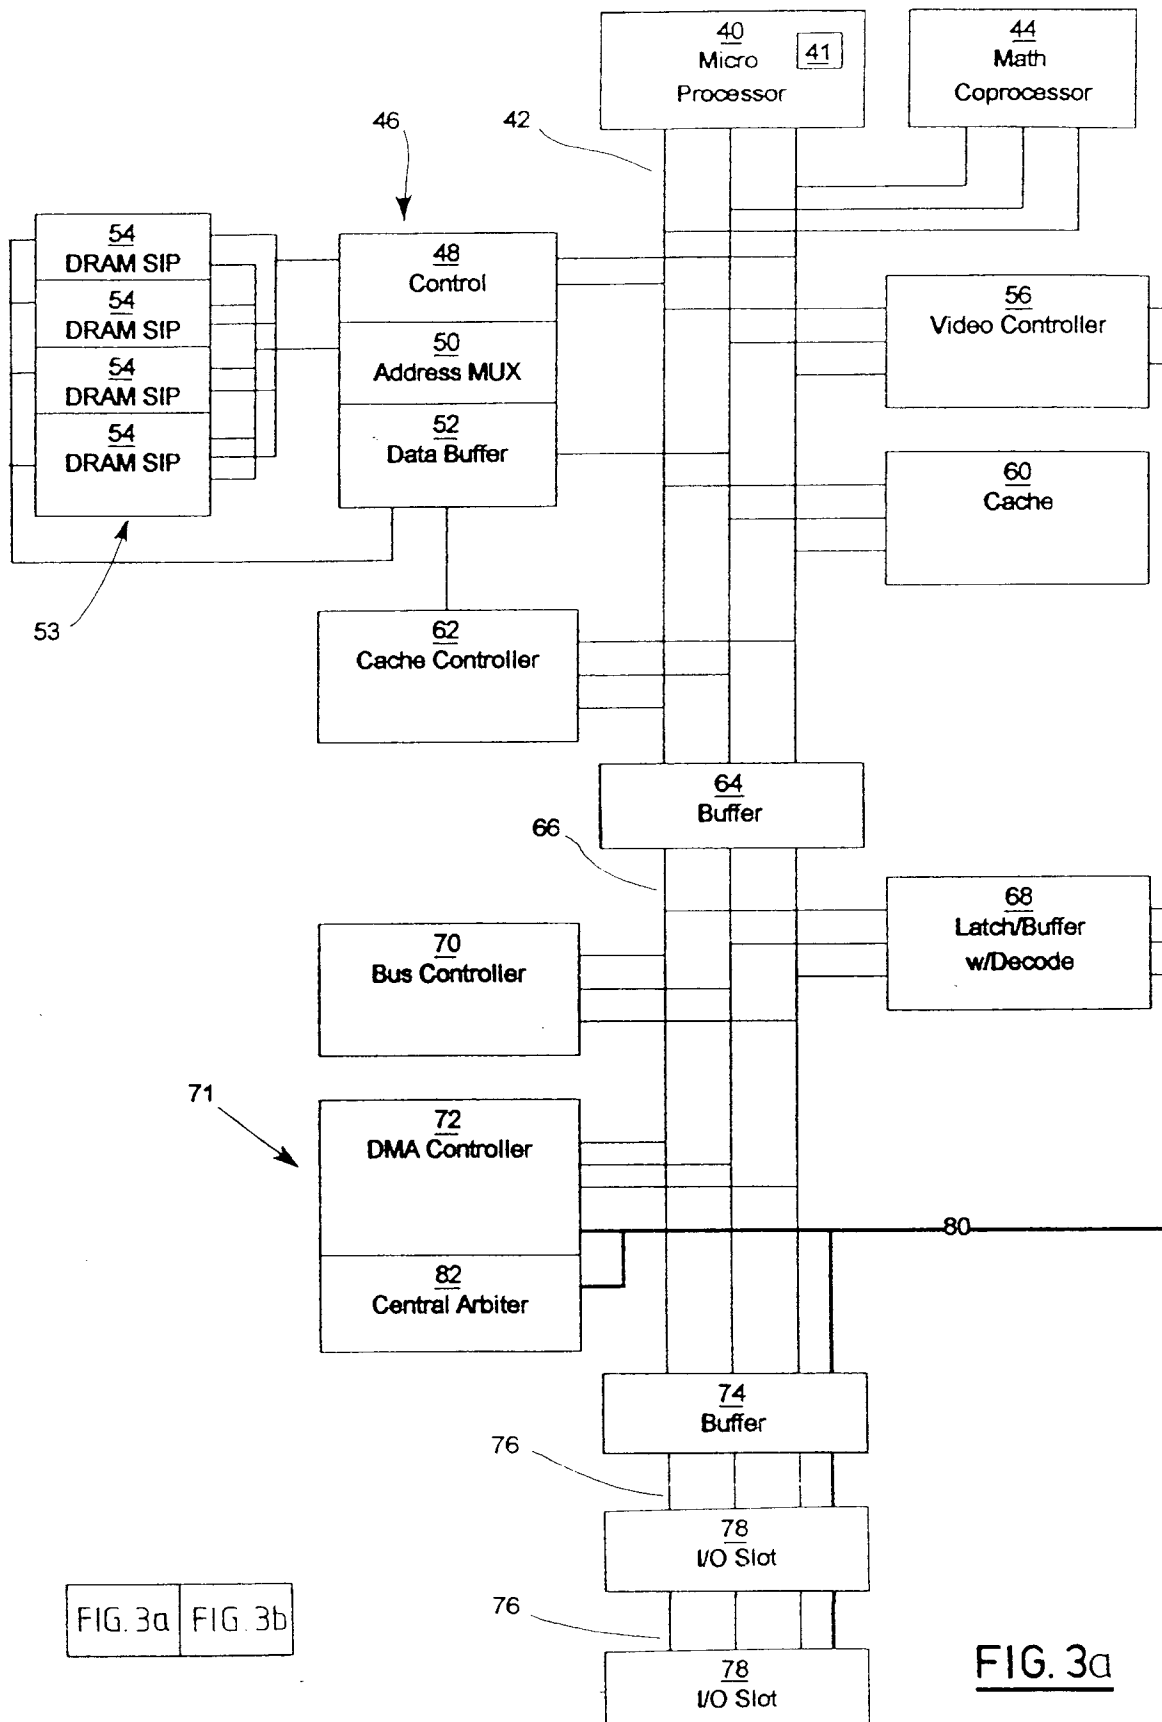 40
Micro
Processor
41
44
Math
Coprocessor
42
46
54
DRAM SIP
54
DRAM SIP
54
DRAM SIP
54
DRAM SIP
53
48
Control
50
Address MUX
52
Data Buffer
56
Video Controller
60
Cache
62
Cache Controller
64
Buffer
66
68
Latch/Buffer
w/Decode
70
Bus Controller
71
72
DMA Controller
80
82
Central Arbiter
74
Buffer
76
78
I/O Slot
76
78
I/O Slot
FIG. 3a FIG. 3b
FIG. 3a